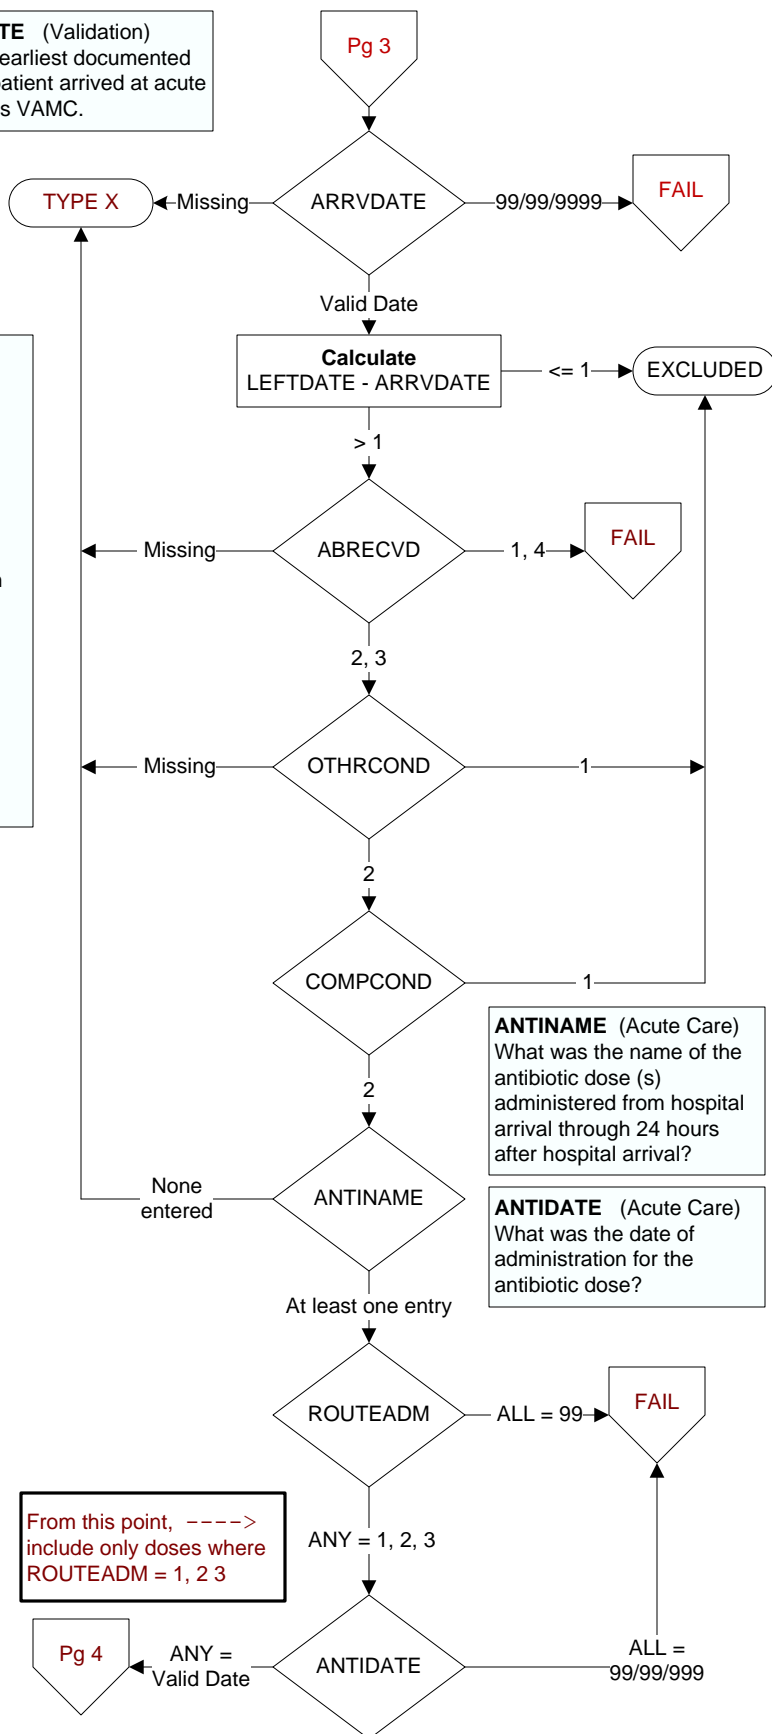 TE (Validation)
earliest documented
patient arrived at acute
s VAMC.
Pg 3
TYPE X
Missing
ARRVDATE
99/99/9999
FAIL
Valid Date
Calculate
LEFTDATE - ARRVDATE
<= 1
EXCLUDED
> 1
Missing
ABRECVD
1, 4
FAIL
2, 3
Missing
OTHRCOND
1
2
COMPCOND
1
ANTINAME (Acute Care)
What was the name of the
antibiotic dose (s)
administered from hospital
arrival through 24 hours
after hospital arrival?
2
None
entered
ANTINAME
ANTIDATE (Acute Care)
What was the date of
administration for the
antibiotic dose?
At least one entry
ROUTEADM
ALL = 99
FAIL
From this point, ---->
include only doses where
ROUTEADM = 1, 2 3
ANY = 1, 2, 3
Pg 4
ANY =
Valid Date
ANTIDATE
ALL =
99/99/999